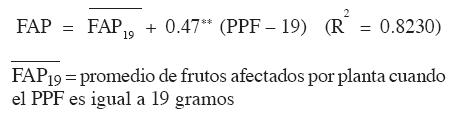 FAP = FAP19 + 0.47** (PPF – 19) (R² = 0.8230)
FAP19 = promedio de frutos afectados por planta cuando
el PPF es igual a 19 gramos